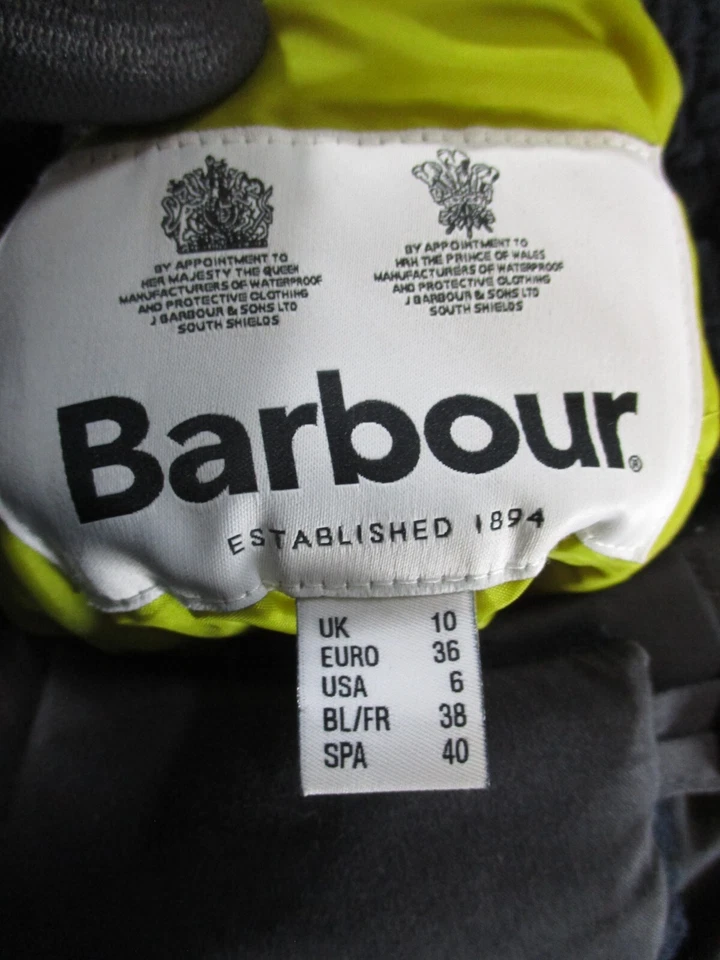 BY APPOINTMENT TO
HER MAJESTY THE QUEEN
MANUFACTURERS OF WATERPROOF
AND PROTECTIVE CLOTHING
J BARBOUR & SONS LTD
SOUTH SHIELDS
BY APPOINTMENT TO
HRH THE PRINCE OF WALES
MANUFACTURERS OF WATERPROOF
AND PROTECTIVE CLOTHING
J BARBOUR & SONS LTD
SOUTH SHIELDS
Barbour®
ESTABLISHED 1894
UK 10
EURO 36
USA 6
BL/FR 38
SPA 40